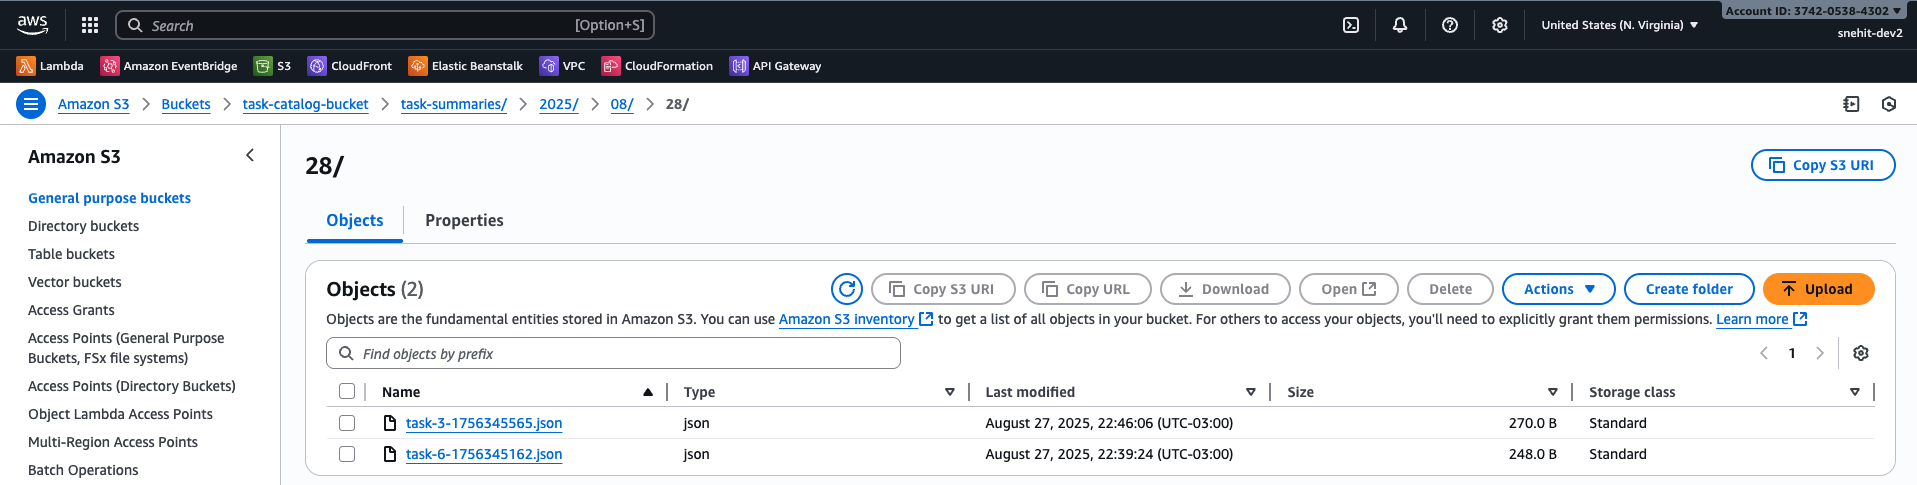 aws
Search [Option+S]
United States (N. Virginia)
Account ID: 3742-0538-4302
snehit-dev2
Lambda Amazon EventBridge S3 CloudFront Elastic Beanstalk VPC CloudFormation API Gateway
Amazon S3 Buckets task-catalog-bucket task-summaries/ 2025/ 08/ 28/
Amazon S3
General purpose buckets
Directory buckets
Table buckets
Vector buckets
Access Grants
Access Points (General Purpose
Buckets, FSx file systems)
Access Points (Directory Buckets)
Object Lambda Access Points
Multi-Region Access Points
Batch Operations
28/
Copy S3 URI
Objects Properties
Objects (2)
Copy S3 URI Copy URL Download Open Delete Actions Create folder Upload
Objects are the fundamental entities stored in Amazon S3. You can use Amazon S3 inventory to get a list of all objects in your bucket. For others to access your objects, you'll need to explicitly grant them permissions. Learn more
Find objects by prefix
1
Name Type Last modified Size Storage class
task-3-1756345565.json json August 27, 2025, 22:46:06 (UTC-03:00) 270.0 B Standard
task-6-1756345162.json json August 27, 2025, 22:39:24 (UTC-03:00) 248.0 B Standard